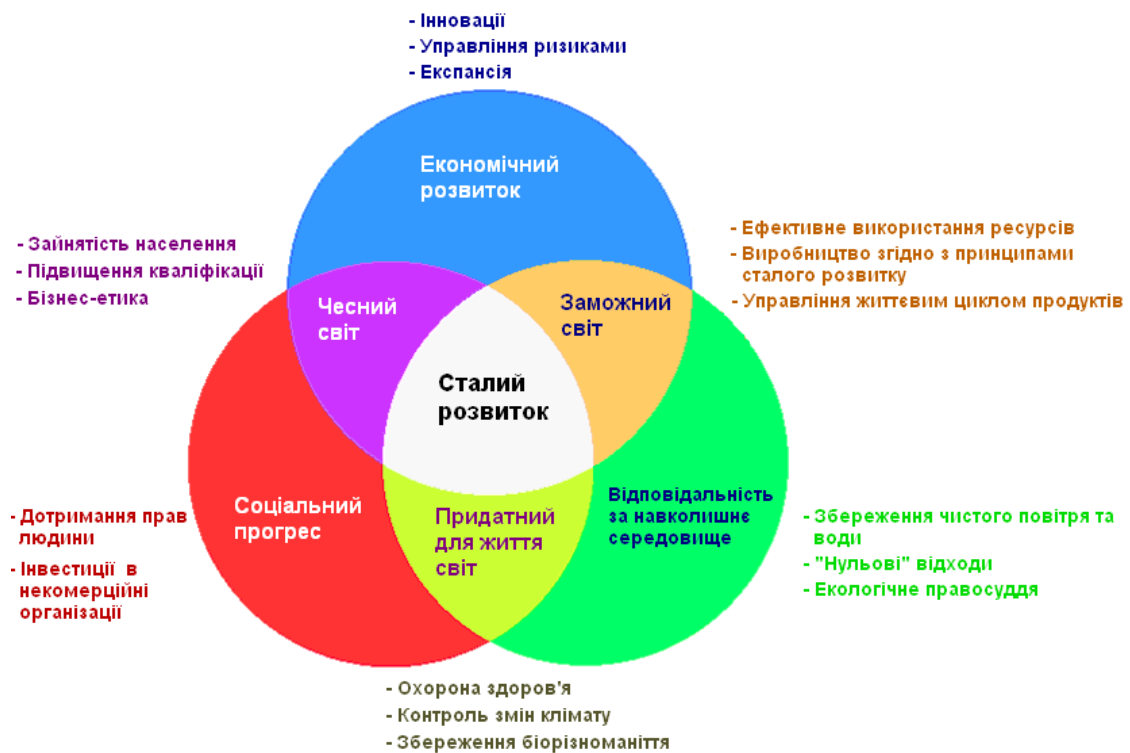 - Інновації
- Управління ризиками
- Експансія
Економічний
розвиток
- Зайнятість населення
- Підвищення кваліфікації
- Бізнес-етика
- Ефективне використання ресурсів
- Виробництво згідно з принципами
сталого розвитку
- Управління життєвим циклом продуктів
Чесний
світ
Заможний
світ
Сталий
розвиток
Соціальний
прогрес
Придатний
для життя
світ
Відповідальність
за навколишнє
середовище
- Дотримання прав
людини
- Інвестиції в
некомерційні
організації
- Збереження чистого повітря та
води
- "Нульові" відходи
- Екологічне правосуддя
- Охорона здоров'я
- Контроль змін клімату
- Збереження біорізноманіття